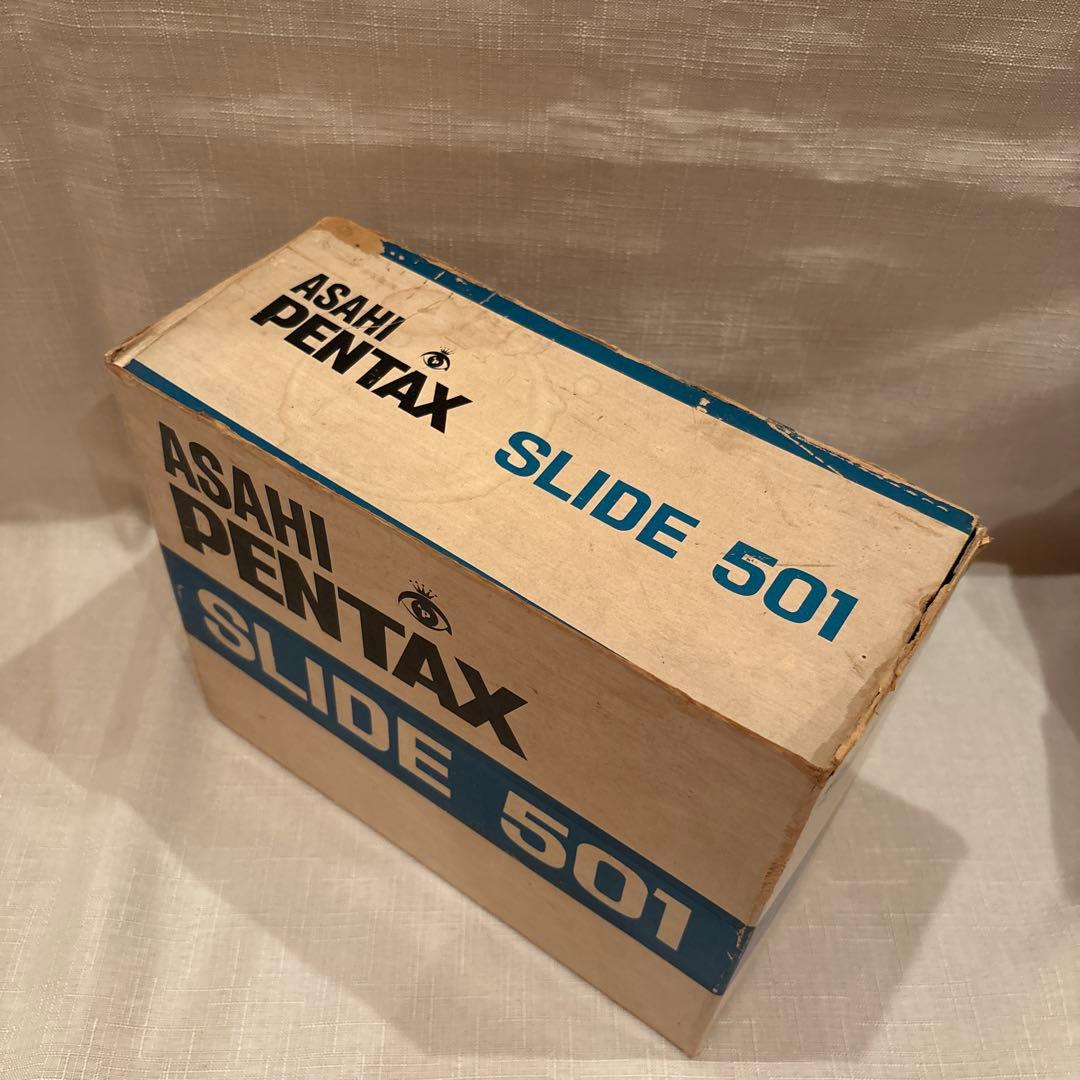 ASAHI
PENTAX
SLIDE 501
ASAHI
PENTAX
SLIDE 501